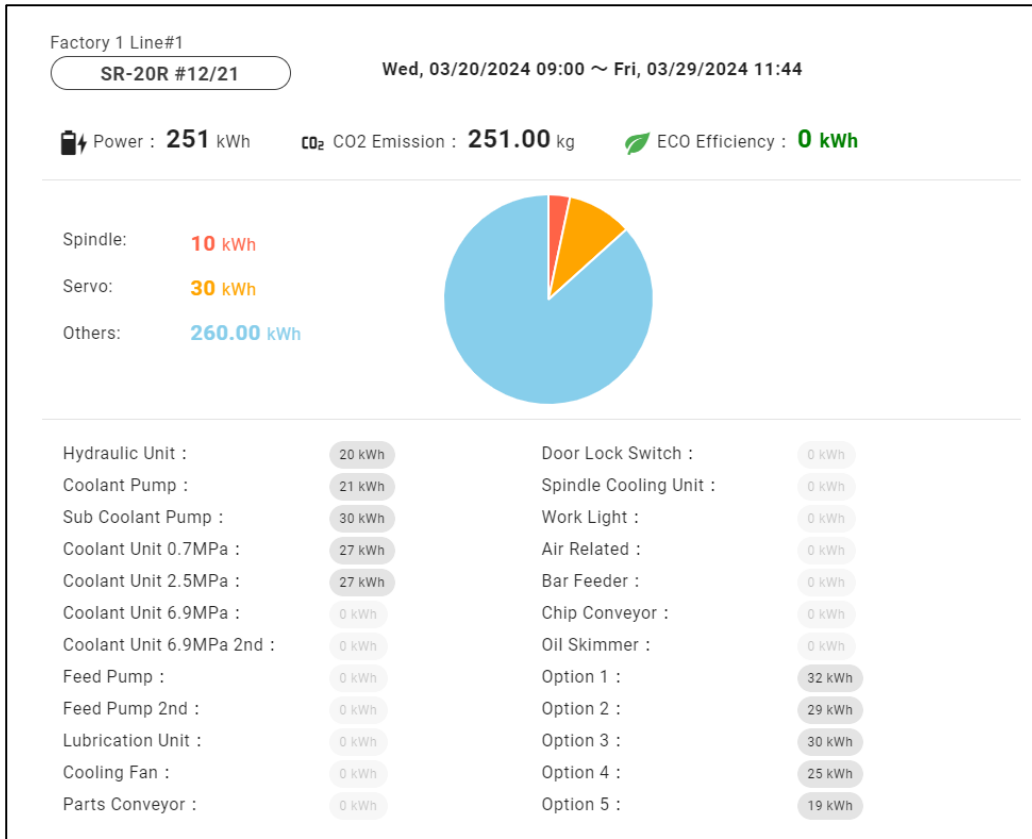 Factory 1 Line#1
SR-20R #12/21
Wed, 03/20/2024 09:00 ～ Fri, 03/29/2024 11:44
Power : 251 kWh
CO₂ CO2 Emission : 251.00 kg
ECO Efficiency : 0 kWh
Spindle: 10 kWh
Servo: 30 kWh
Others: 260.00 kWh
Hydraulic Unit : 20 kWh
Coolant Pump : 21 kWh
Sub Coolant Pump : 30 kWh
Coolant Unit 0.7MPa : 27 kWh
Coolant Unit 2.5MPa : 27 kWh
Coolant Unit 6.9MPa : 0 kWh
Coolant Unit 6.9MPa 2nd : 0 kWh
Feed Pump : 0 kWh
Feed Pump 2nd : 0 kWh
Lubrication Unit : 0 kWh
Cooling Fan : 0 kWh
Parts Conveyor : 0 kWh
Door Lock Switch : 0 kWh
Spindle Cooling Unit : 0 kWh
Work Light : 0 kWh
Air Related : 0 kWh
Bar Feeder : 0 kWh
Chip Conveyor : 0 kWh
Oil Skimmer : 0 kWh
Option 1 : 32 kWh
Option 2 : 29 kWh
Option 3 : 30 kWh
Option 4 : 25 kWh
Option 5 : 19 kWh